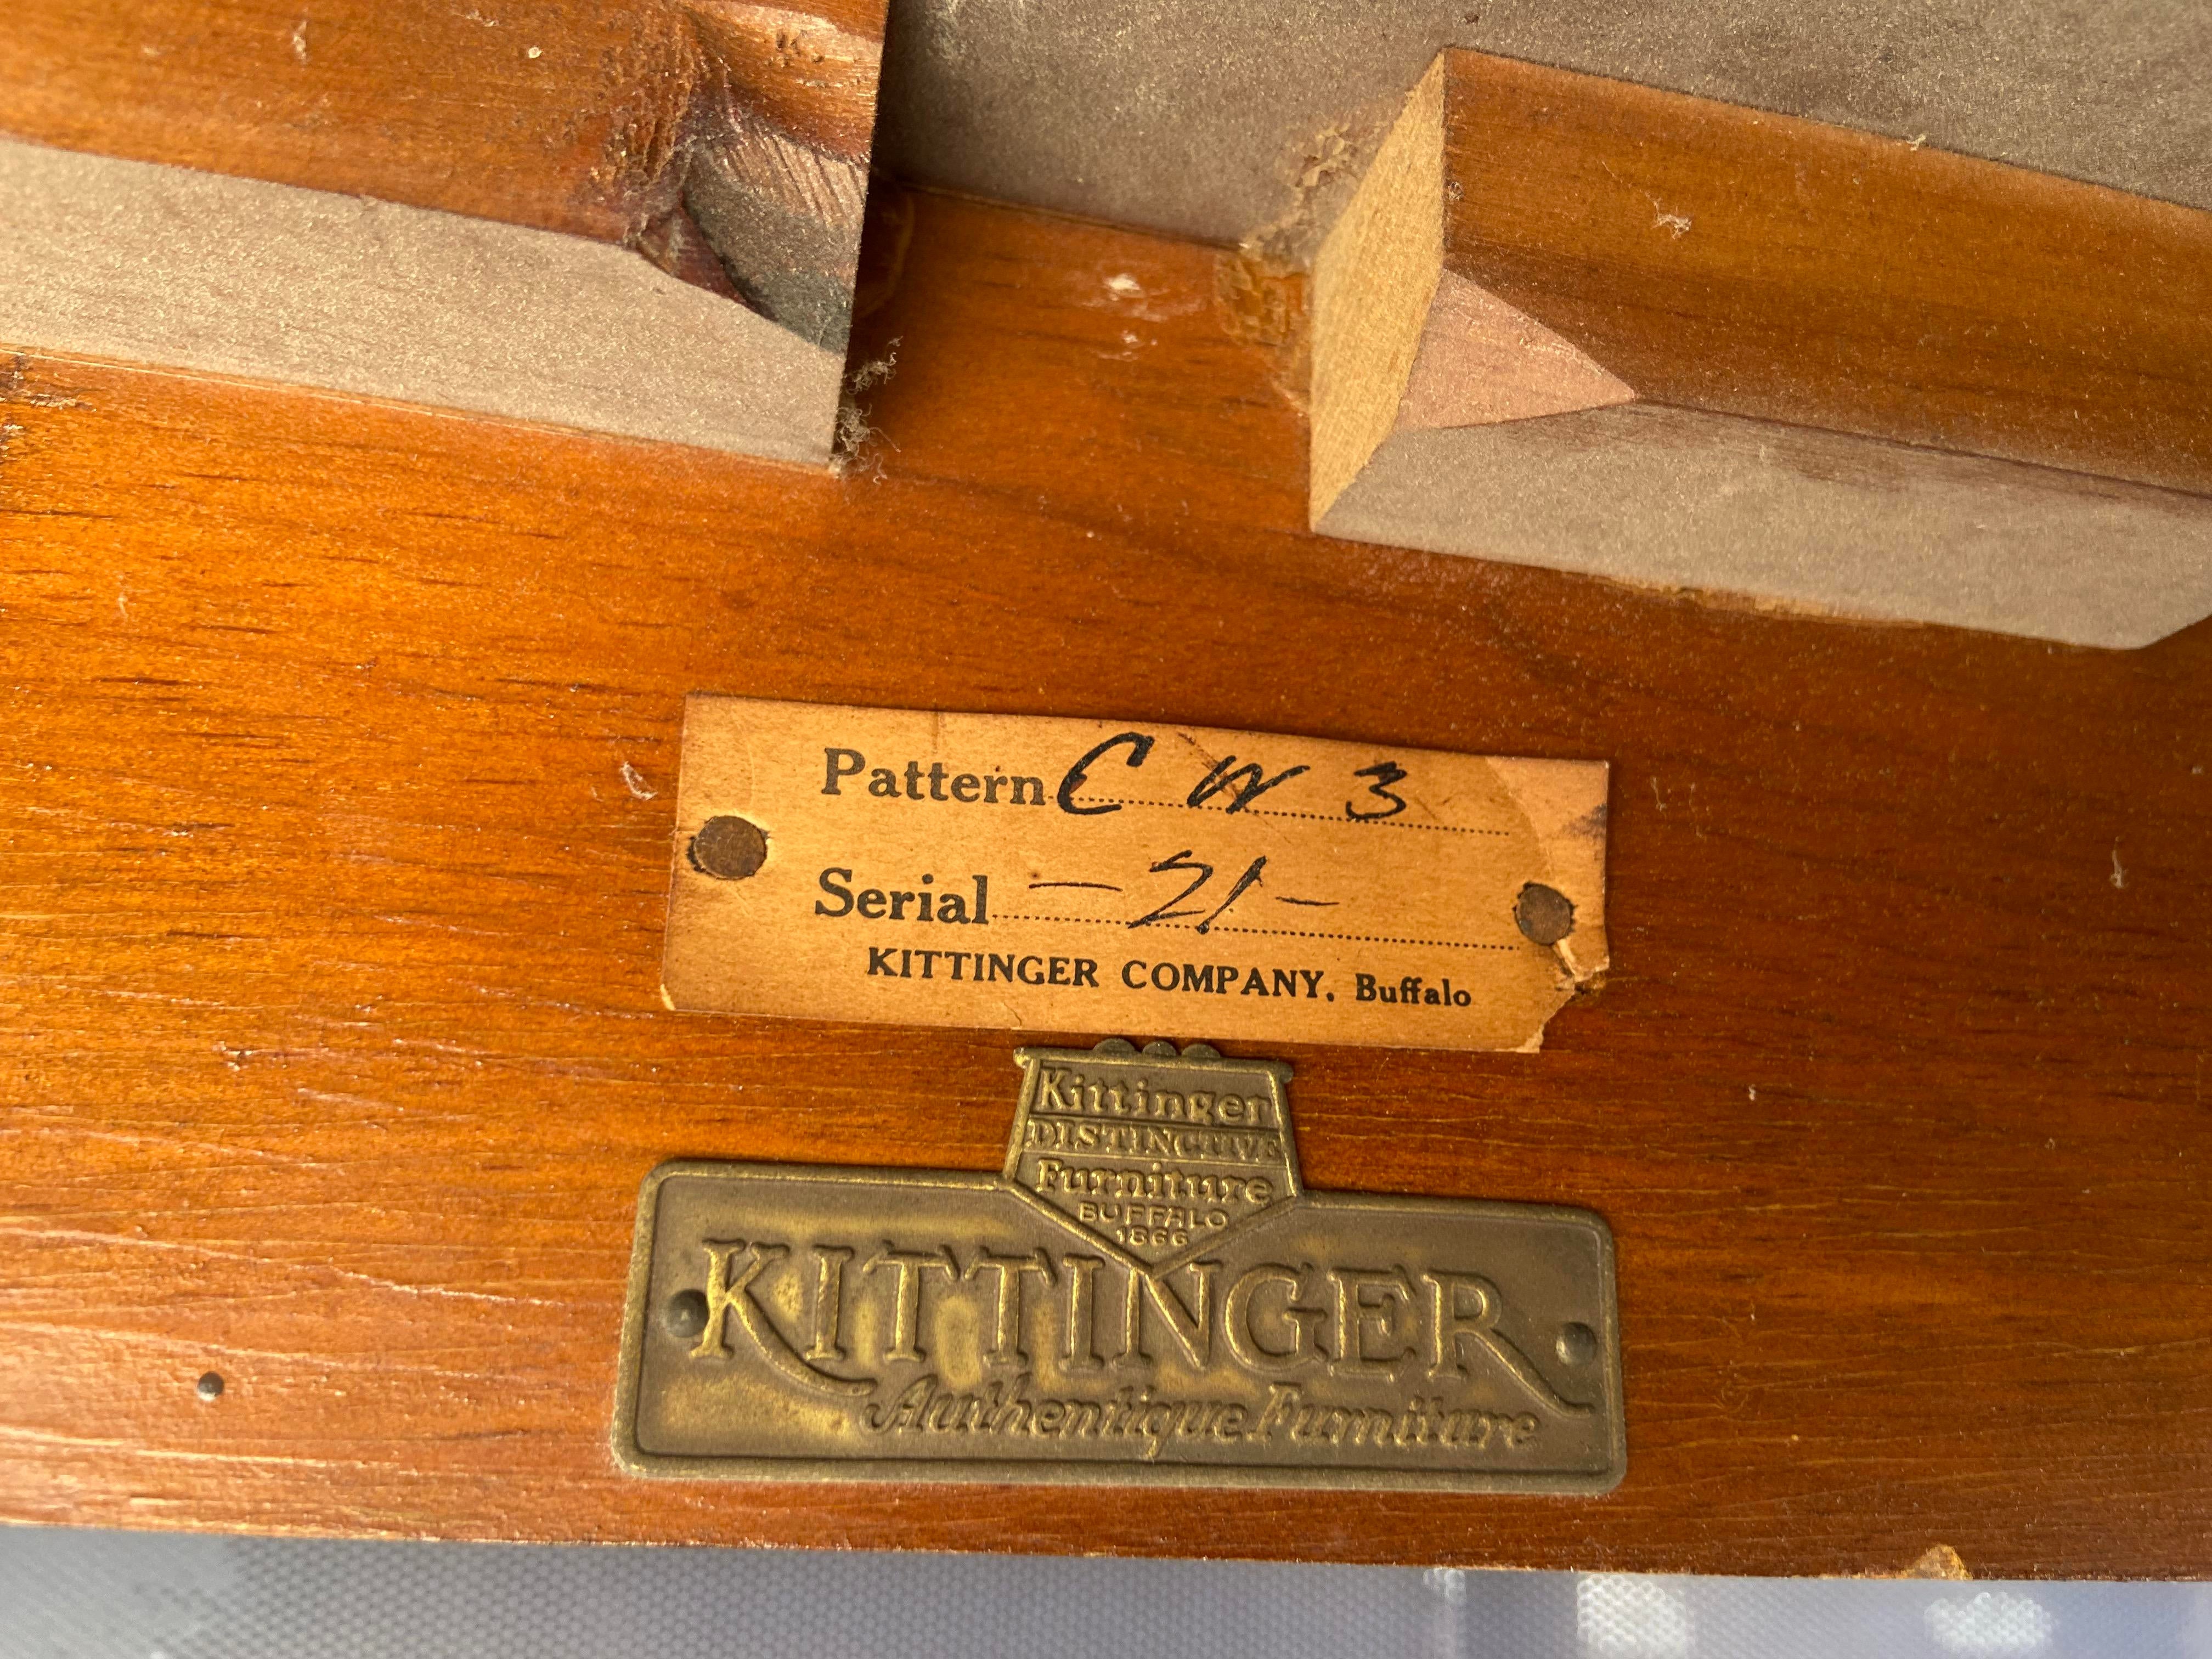 Pattern C W 3
Serial -21-
KITTINGER COMPANY, Buffalo
Kittinger
DISTINCTIVE
Furniture
BUFFALO
1866
KITTINGER
Authentique Furniture